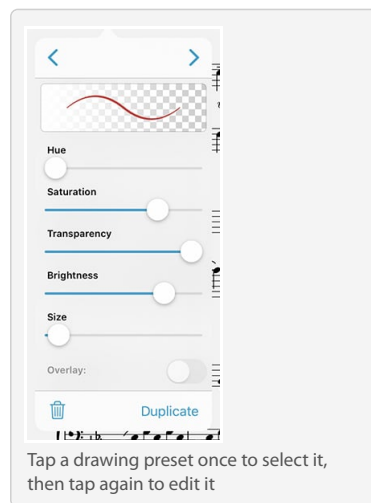 Hue
Saturation
Transparency
Brightness
Size
Overlay:
Duplicate
Tap a drawing preset once to select it,
then tap again to edit it